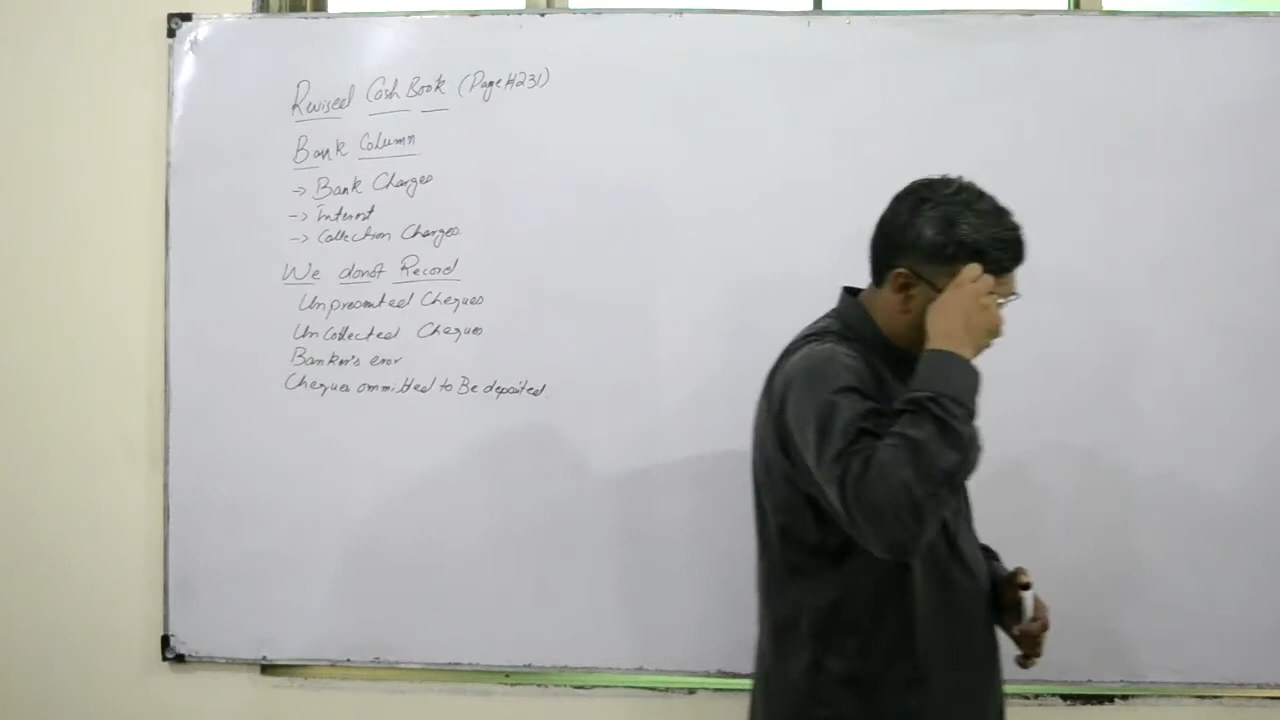 Revised Cash Book (Page#231)
Bank Column
-> Bank Charges
-> Interest
-> Collection Charges
We donot Record
Unpresented Cheques
Uncollected Cheques
Banker's error
Cheques ommitted to Be deposited.